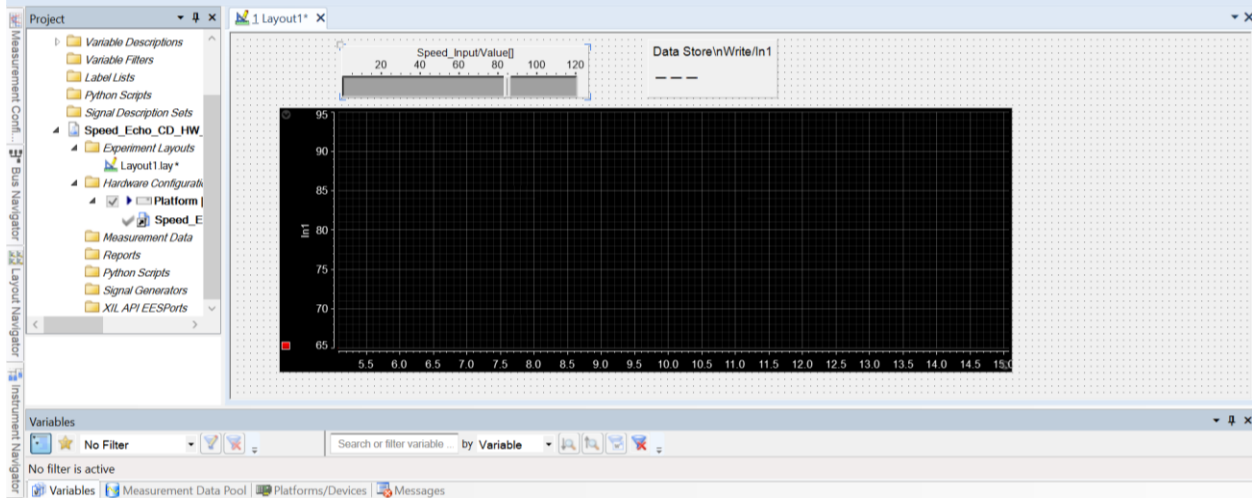 Project
1 Layout1*
Measurement Confi...
Bus Navigator
Layout Navigator
Instrument Navigator
Variable Descriptions
Variable Filters
Label Lists
Python Scripts
Signal Description Sets
Speed_Echo_CD_HW_
Experiment Layouts
Layout1.lay*
Hardware Configurati
Platform [
Speed_E
Measurement Data
Reports
Python Scripts
Signal Generators
XIL API EESPorts
Speed_Input/Value[]
20 40 60 80 100 120
Data Store\nWrite/In1
---
95
90
85
In1
80
75
70
65
5.5 6.0 6.5 7.0 7.5 8.0 8.5 9.0 9.5 10.0 10.5 11.0 11.5 12.0 12.5 13.0 13.5 14.0 14.5 15.0
Variables
No Filter
Search or filter variable ... by Variable
No filter is active
Variables Measurement Data Pool Platforms/Devices Messages